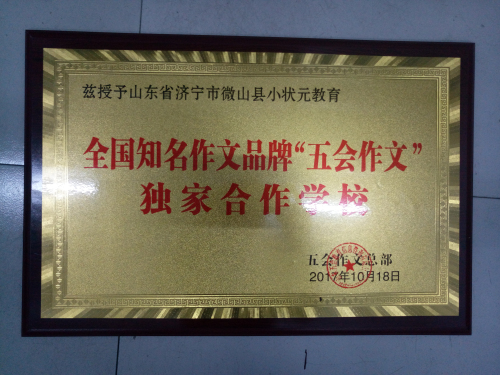 兹授予山东省济宁市微山县小状元教育
全国知名作文品牌“五会作文”
独家合作学校
五会作文总部
2017年10月18日